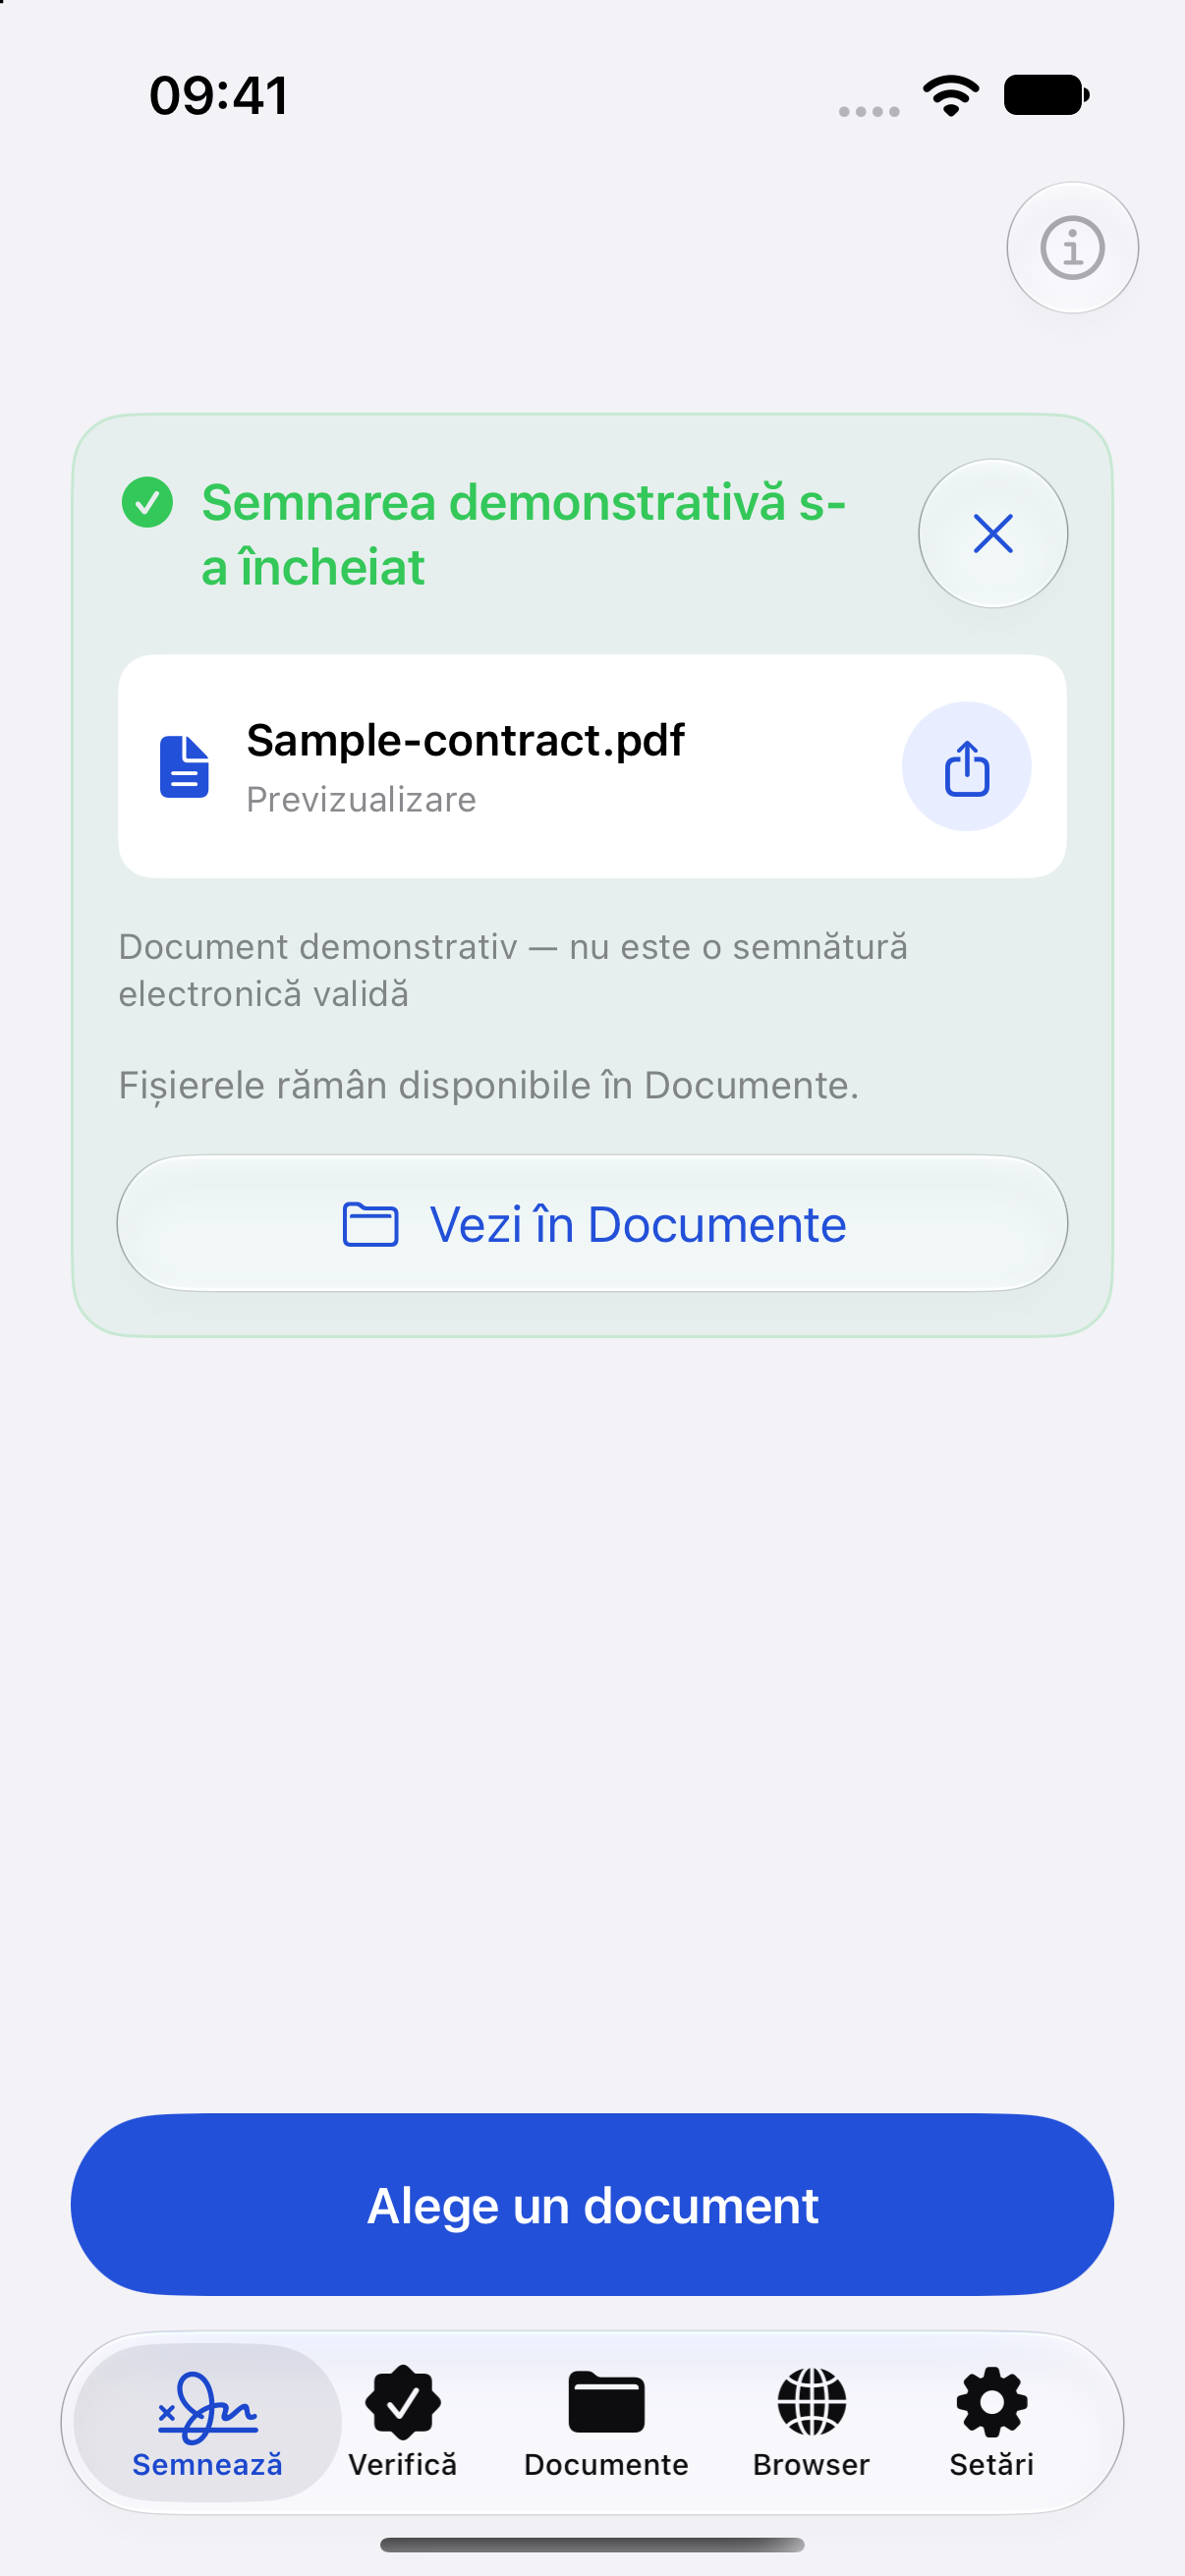 09:41
Semnarea demonstrativă s-
a încheiat
Sample-contract.pdf
Previzualizare
Document demonstrativ — nu este o semnătură
electronică validă
Fișierele rămân disponibile în Documente.
Vezi în Documente
Alege un document
Semnează
Verifică
Documente
Browser
Setări